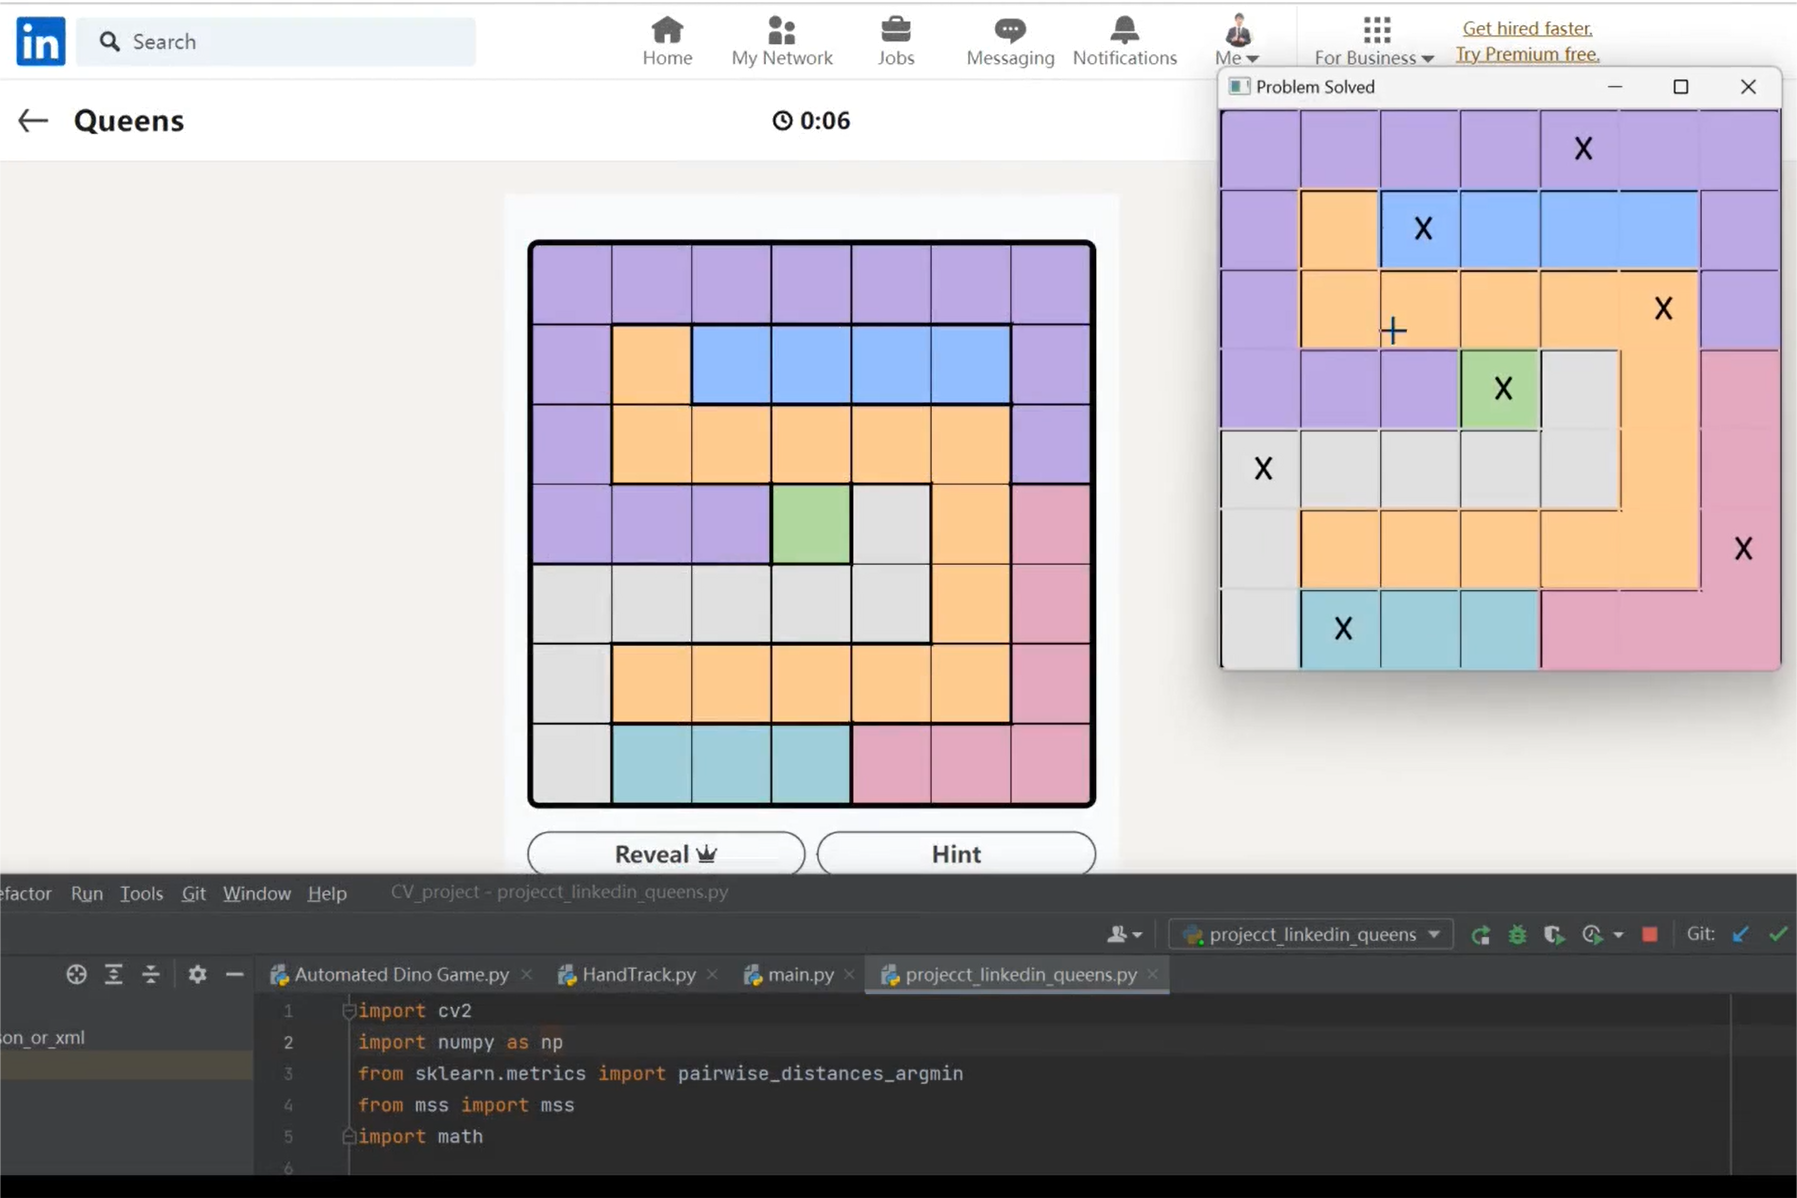 in
Search
Home
My Network
Jobs
Messaging
Notifications
Me
For Business
Get hired faster.
Try Premium free.
Queens
0:06
Problem Solved
X
X
X
X
X
X
X
Reveal
Hint
efactor Run Tools Git Window Help CV_project - projecct_linkedin_queens.py
projecct_linkedin_queens Git:
Automated Dino Game.py HandTrack.py main.py projecct_linkedin_queens.py
son_or_xml
1 import cv2
2 import numpy as np
3 from sklearn.metrics import pairwise_distances_argmin
4 from mss import mss
5 import math
6